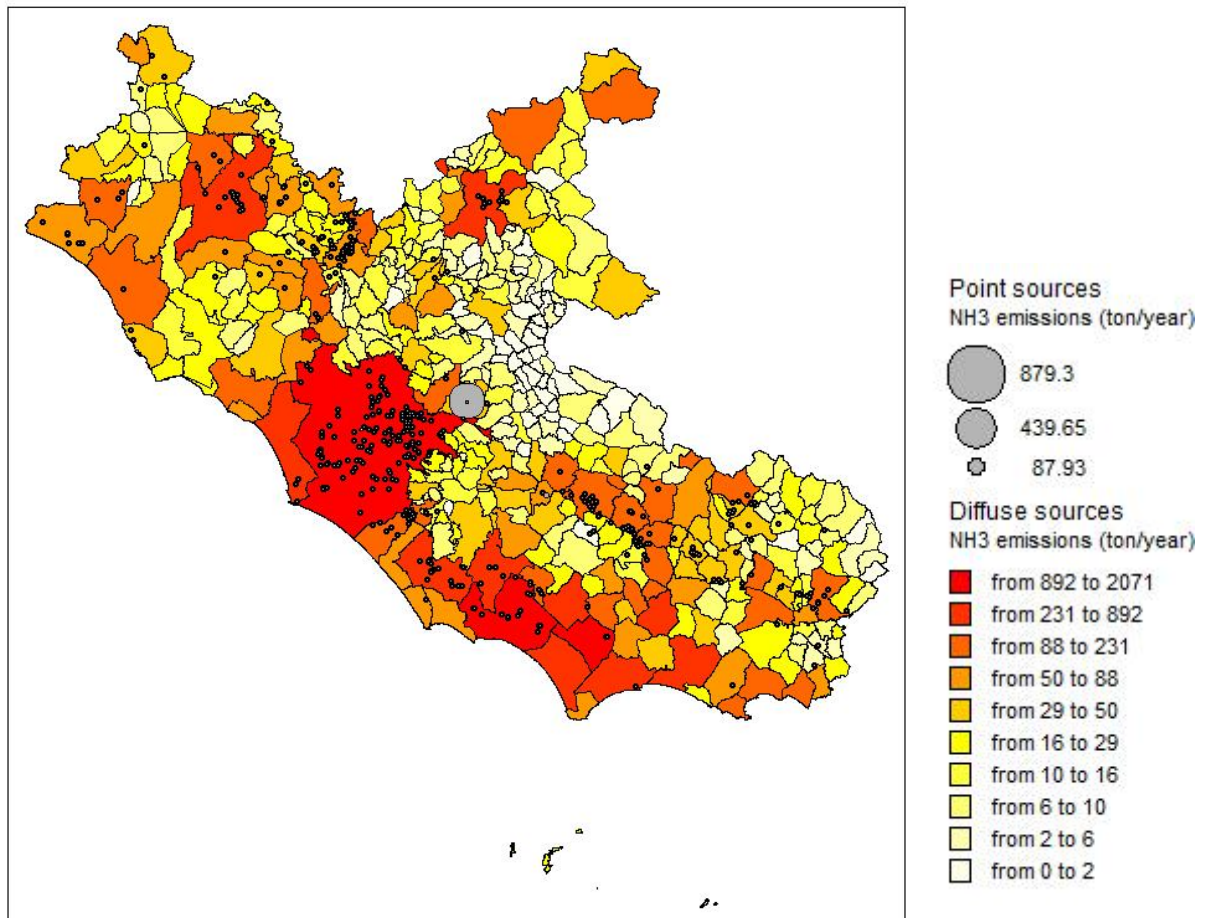 Point sources
NH3 emissions (ton/year)
879.3
439.65
87.93
Diffuse sources
NH3 emissions (ton/year)
from 892 to 2071
from 231 to 892
from 88 to 231
from 50 to 88
from 29 to 50
from 16 to 29
from 10 to 16
from 6 to 10
from 2 to 6
from 0 to 2